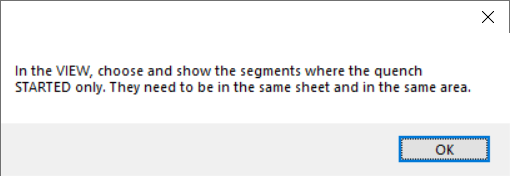 In the VIEW, choose and show the segments where the quench
STARTED only. They need to be in the same sheet and in the same area.
OK